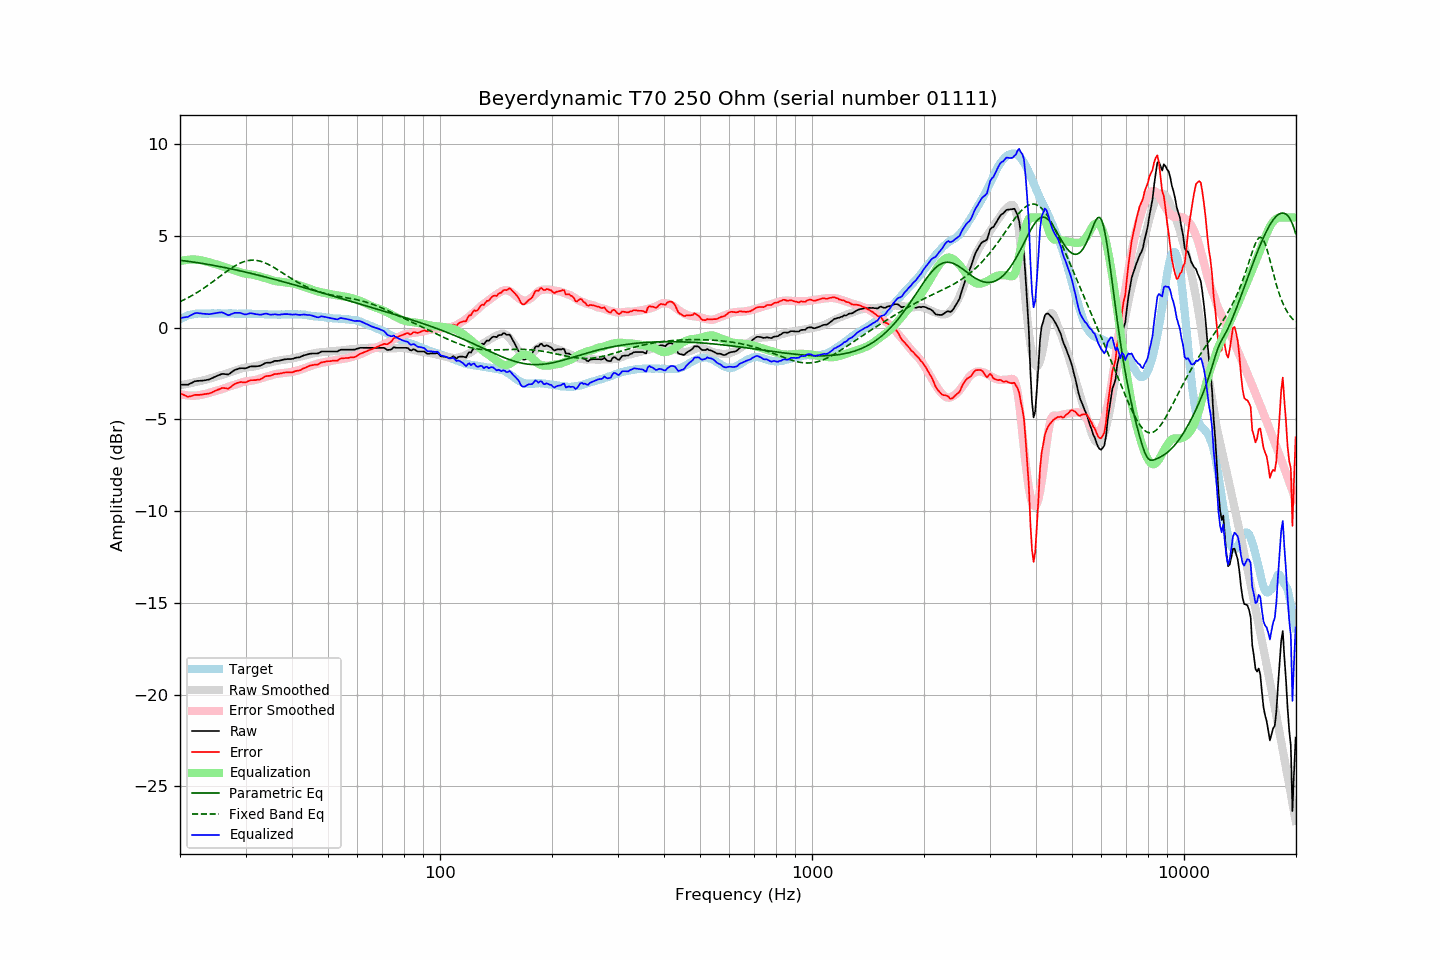 Beyerdynamic T70 250 Ohm (serial number 01111)
10
5
0
−5
−10
−15
−20
−25
Amplitude (dBr)
Target
Raw Smoothed
Error Smoothed
Raw
Error
Equalization
Parametric Eq
Fixed Band Eq
Equalized
100 1000 10000
Frequency (Hz)